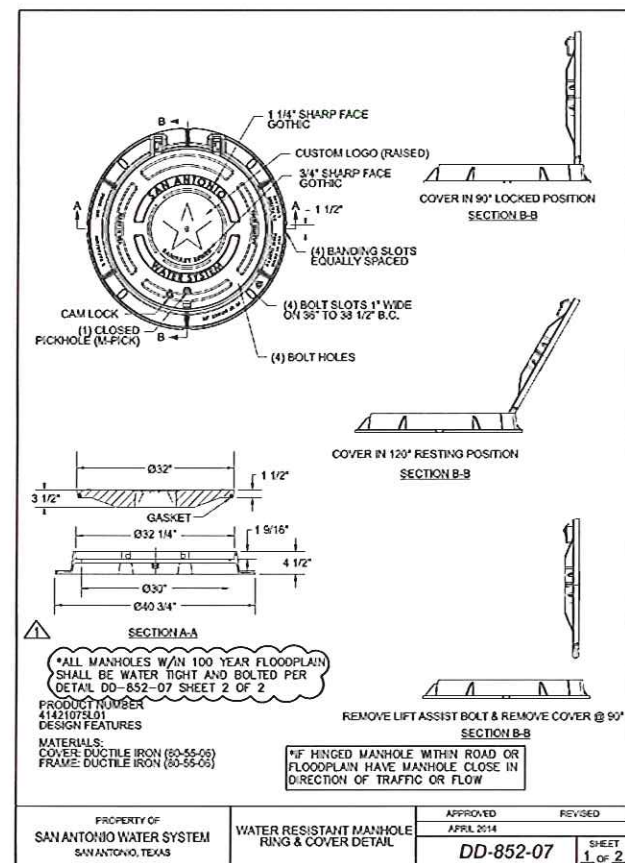 B
1 1/4" SHARP FACE
GOTHIC
CUSTOM LOGO (RAISED)
3/4" SHARP FACE
GOTHIC
SAN ANTONIO
A
A
1 1/2"
WATER SYSTEM
(4) BANDING SLOTS
EQUALLY SPACED
CAM LOCK
(4) BOLT SLOTS 1" WIDE
ON 36" TO 38 1/2" B.C.
(1) CLOSED
PICKHOLE (M-PICK)
B
(4) BOLT HOLES
COVER IN 90° LOCKED POSITION
SECTION B-B
COVER IN 120° RESTING POSITION
SECTION B-B
Ø32"
1 1/2"
3 1/2"
GASKET
Ø32 1/4"
1 9/16"
4 1/2"
Ø30"
Ø40 3/4"
SECTION A-A
1
*ALL MANHOLES W/IN 100 YEAR FLOODPLAIN
SHALL BE WATER TIGHT AND BOLTED PER
DETAIL DD-852-07 SHEET 2 OF 2
PRODUCT NUMBER
41421075L01
DESIGN FEATURES
MATERIALS:
COVER: DUCTILE IRON (80-55-06)
FRAME: DUCTILE IRON (80-55-06)
REMOVE LIFT ASSIST BOLT & REMOVE COVER @ 90°
SECTION B-B
*IF HINGED MANHOLE WITHIN ROAD OR
FLOODPLAIN HAVE MANHOLE CLOSE IN
DIRECTION OF TRAFFIC OR FLOW
PROPERTY OF
SAN ANTONIO WATER SYSTEM
SAN ANTONIO, TEXAS
WATER RESISTANT MANHOLE
RING & COVER DETAIL
APPROVED REVISED
APRIL 2014
DD-852-07
SHEET
1 OF 2